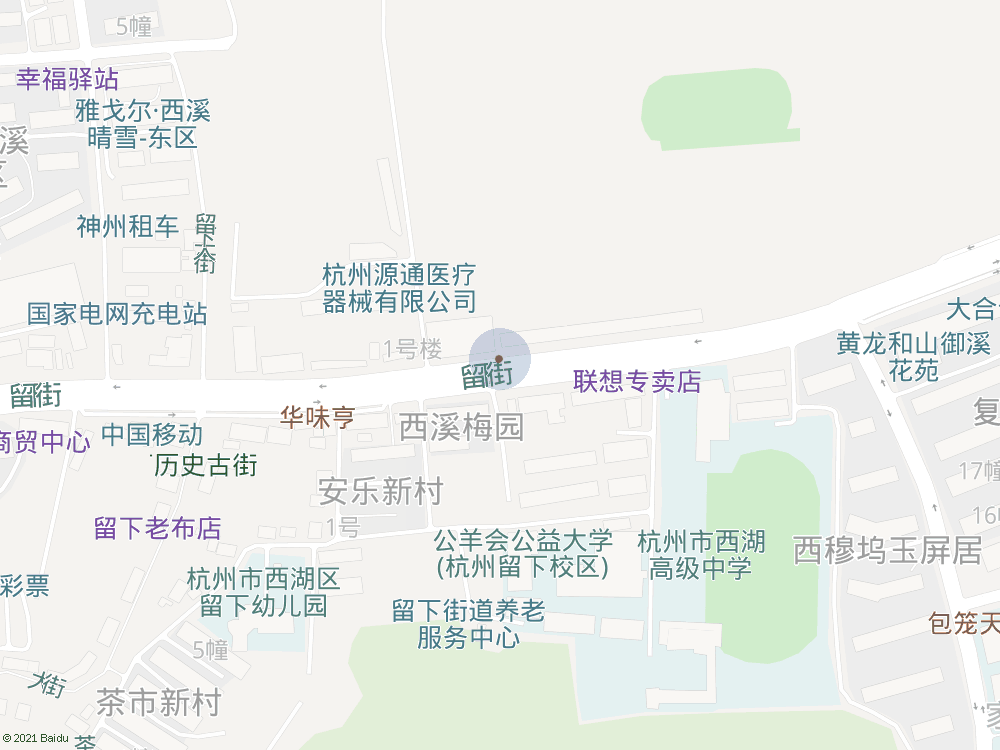 5幢
幸福驿站
雅戈尔·西溪
晴雪-东区
溪
区
神州租车
留下大街
杭州源通医疗
器械有限公司
国家电网充电站
大合
1号楼
黄龙和山御溪
花苑
留街
联想专卖店
留街
华味亨
复
西溪梅园
中国移动
商贸中心
历史古街
17幢
安乐新村
1号
16幢
留下老布店
公羊会公益大学
(杭州留下校区)
杭州市西湖
高级中学
西穆坞玉屏居
彩票
杭州市西湖区
留下幼儿园
留下街道养老
服务中心
包笼天
5幢
大街
茶市新村
茶
© 2021 Baidu